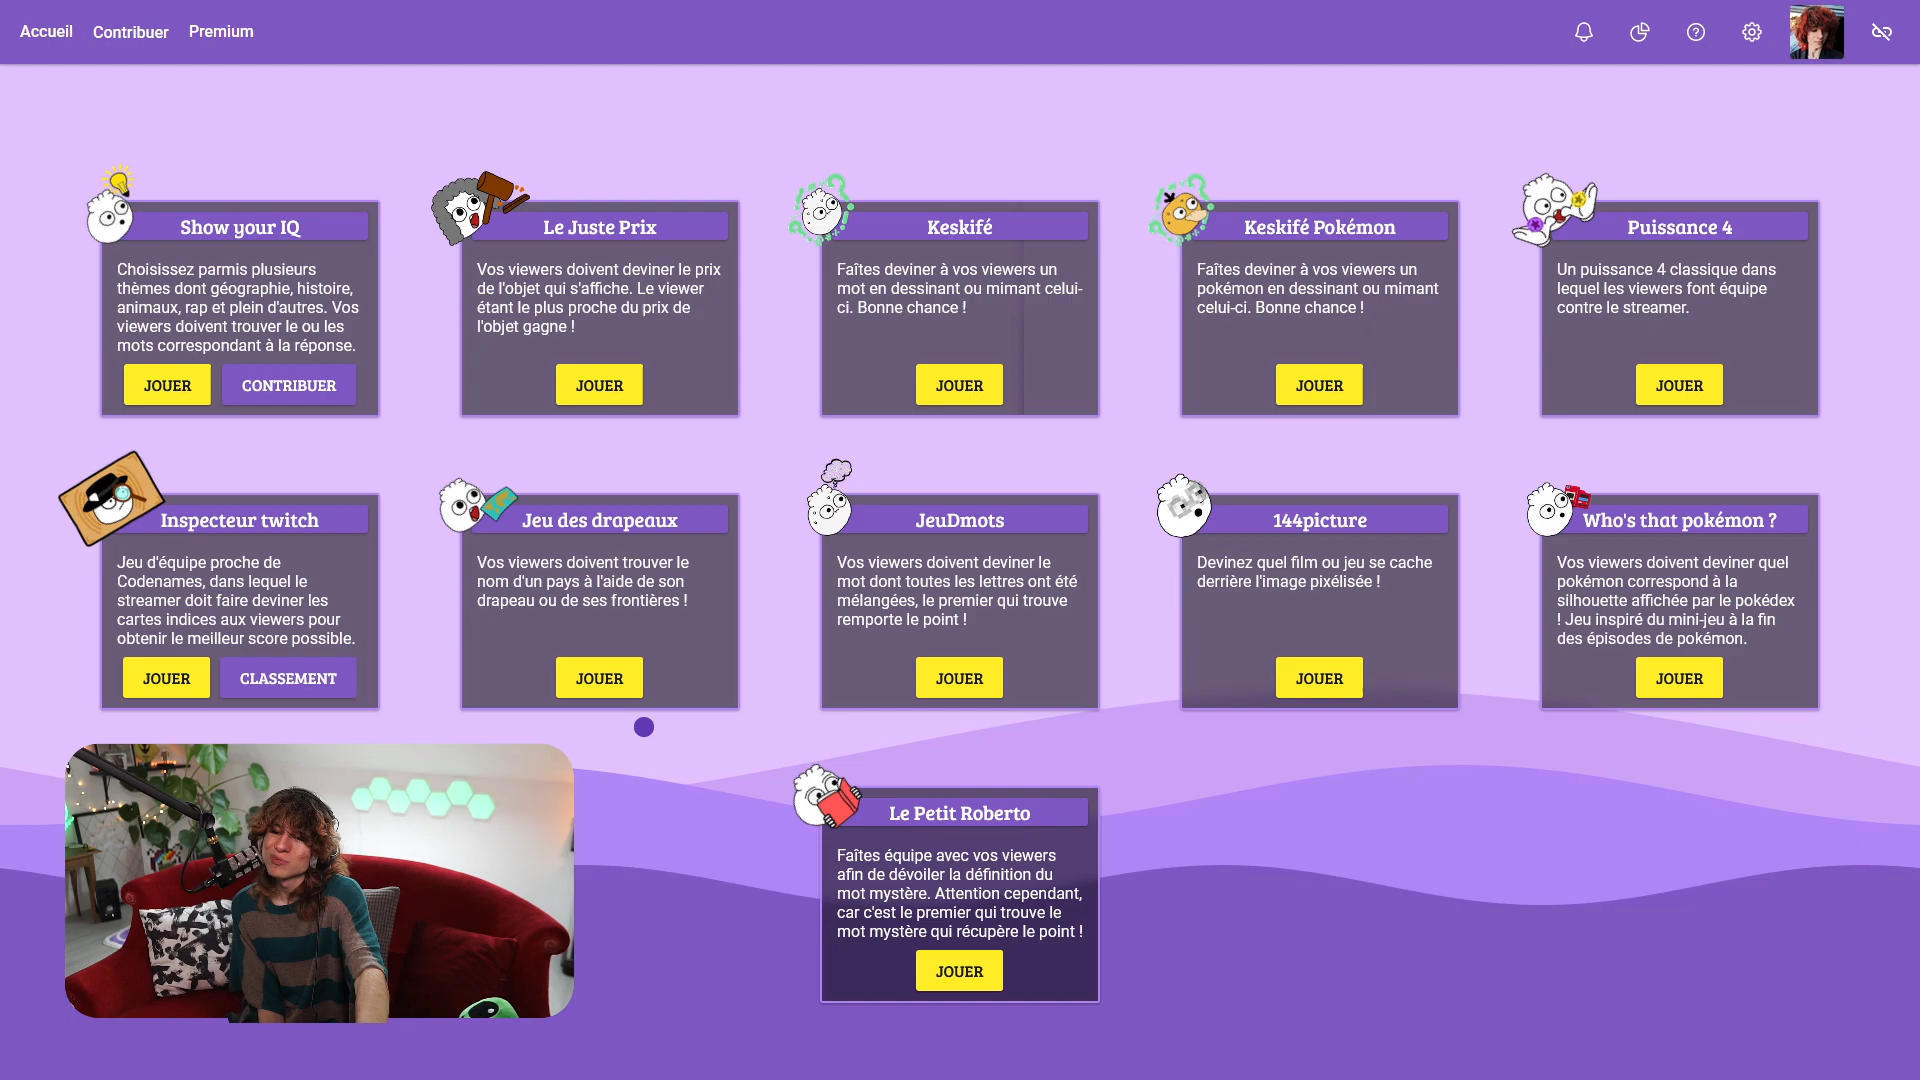 Accueil
Contribuer
Premium
Show your IQ
Choisissez parmis plusieurs
thèmes dont géographie, histoire,
animaux, rap et plein d'autres. Vos
viewers doivent trouver le ou les
mots correspondant à la réponse.
JOUER
CONTRIBUER
Le Juste Prix
Vos viewers doivent deviner le prix
de l'objet qui s'affiche. Le viewer
étant le plus proche du prix de
l'objet gagne !
JOUER
Keskifé
Faîtes deviner à vos viewers un
mot en dessinant ou mimant celui-
ci. Bonne chance !
JOUER
Keskifé Pokémon
Faîtes deviner à vos viewers un
pokémon en dessinant ou mimant
celui-ci. Bonne chance !
JOUER
Puissance 4
Un puissance 4 classique dans
lequel les viewers font équipe
contre le streamer.
JOUER
Inspecteur twitch
Jeu d'équipe proche de
Codenames, dans lequel le
streamer doit faire deviner les
cartes indices aux viewers pour
obtenir le meilleur score possible.
JOUER
CLASSEMENT
Jeu des drapeaux
Vos viewers doivent trouver le
nom d'un pays à l'aide de son
drapeau ou de ses frontières !
JOUER
JeuDmots
Vos viewers doivent deviner le
mot dont toutes les lettres ont été
mélangées, le premier qui trouve
remporte le point !
JOUER
144picture
Devinez quel film ou jeu se cache
derrière l'image pixélisée !
JOUER
Who's that pokémon ?
Vos viewers doivent deviner quel
pokémon correspond à la
silhouette affichée par le pokédex
! Jeu inspiré du mini-jeu à la fin
des épisodes de pokémon.
JOUER
Le Petit Roberto
Faîtes équipe avec vos viewers
afin de dévoiler la définition du
mot mystère. Attention cependant,
car c'est le premier qui trouve le
mot mystère qui récupère le point !
JOUER